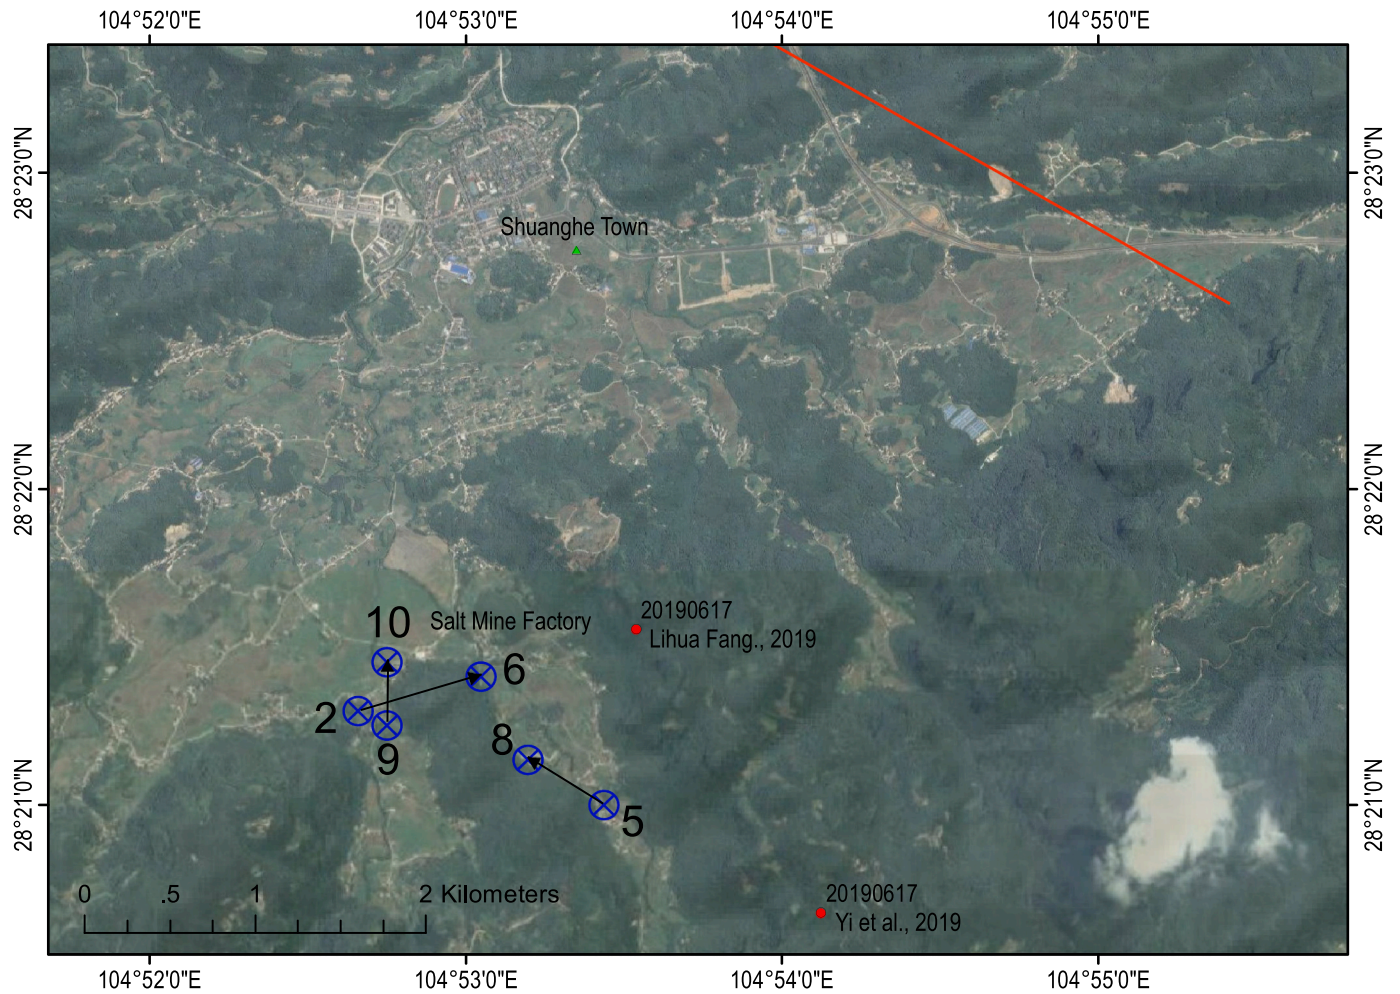 104°52'0"E 104°53'0"E 104°54'0"E 104°55'0"E
28°23'0"N 28°23'0"N
Shuanghe Town
28°22'0"N 28°22'0"N
20190617
10 Salt Mine Factory
Lihua Fang., 2019
6
2
8
9
28°21'0"N 28°21'0"N
5
0 .5 1 2 Kilometers
20190617
Yi et al., 2019
104°52'0"E 104°53'0"E 104°54'0"E 104°55'0"E